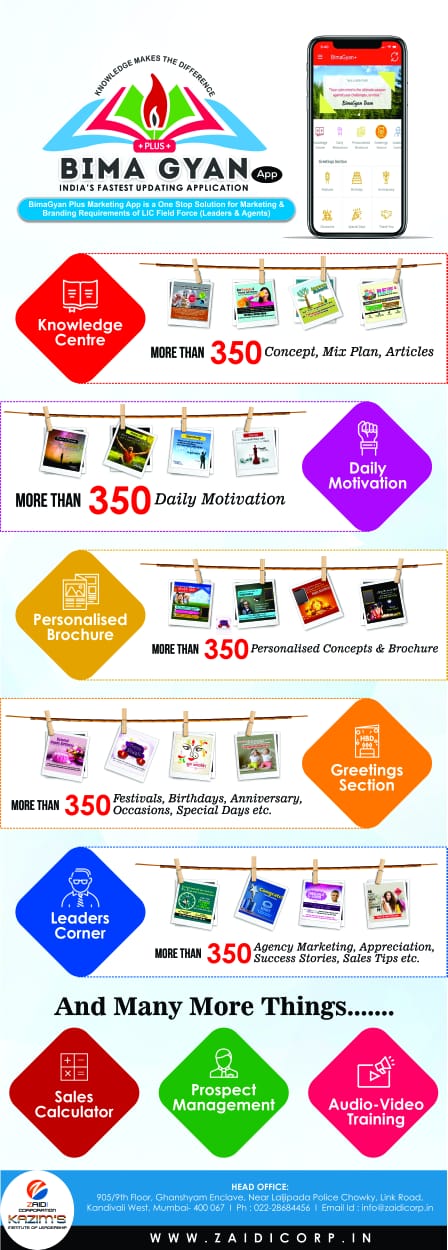 KNOWLEDGE MAKES THE DIFFERENCE
+PLUS+
BIMA GYAN App
INDIA'S FASTEST UPDATING APPLICATION
BimaGyan Plus Marketing App is a One Stop Solution for Marketing &
Branding Requirements of LIC Field Force (Leaders & Agents)
BimaGyan+
BimaGyan Team
Greetings Section
Knowledge
Centre
MORE THAN 350 Concept, Mix Plan, Articles
MORE THAN 350 Daily Motivation
Daily
Motivation
Personalised
Brochure
MORE THAN 350 Personalised Concepts & Brochure
MORE THAN 350 Festivals, Birthdays, Anniversary,
Occasions, Special Days etc.
HBD
Greetings
Section
Leaders
Corner
MORE THAN 350 Agency Marketing, Appreciation,
Success Stories, Sales Tips etc.
And Many More Things.......
Sales
Calculator
Prospect
Management
Audio-Video
Training
ZAIDI
CORPORATION
KAZIM'S
INSTITUTE OF LEADERSHIP
HEAD OFFICE:
905/9th Floor, Ghanshyam Enclave, Near Laljipada Police Chowky, Link Road,
Kandivali West, Mumbai- 400 067 I Ph : 022-28684456 I Email Id : info@zaidicorp.in
WWW.ZAIDICORP.IN